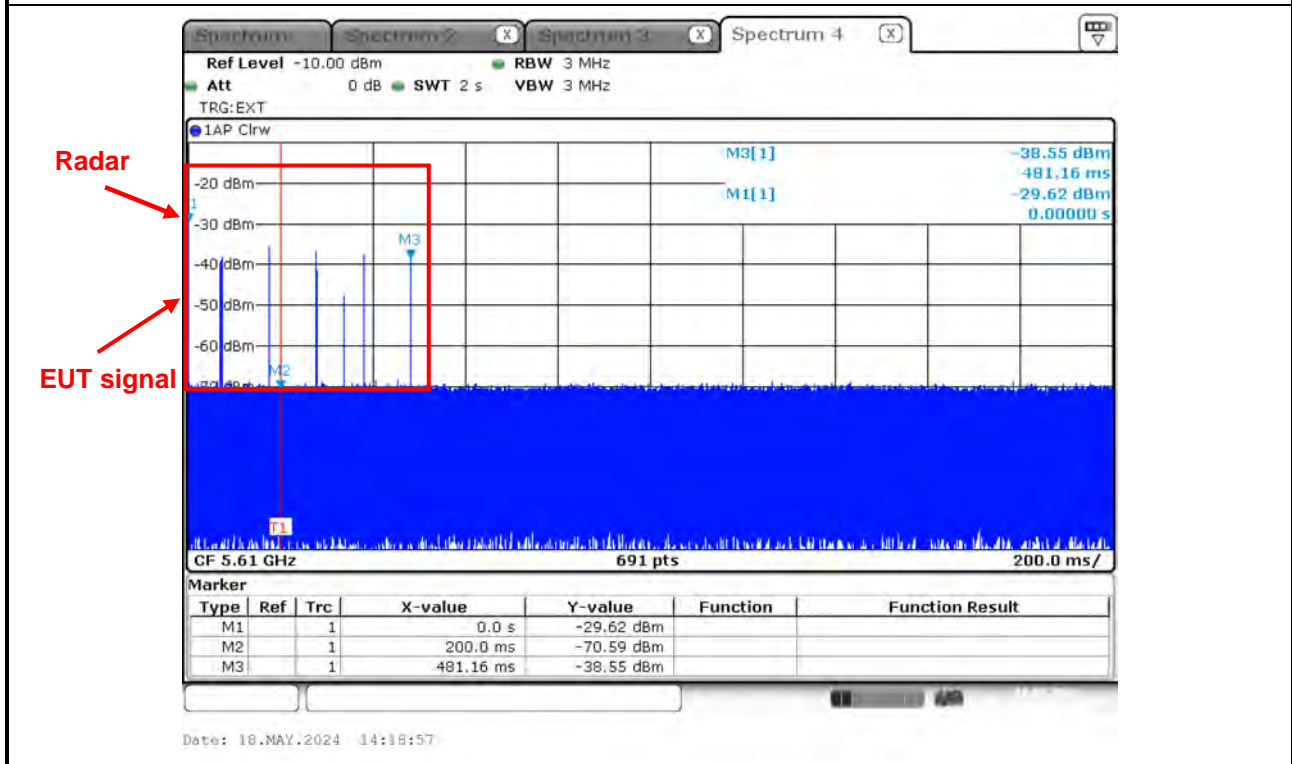 Spectrum Spectrum 2 X Spectrum 3 X Spectrum 4 X
Ref Level -10.00 dBm RBW 3 MHz
Att 0 dB SWT 2 s VBW 3 MHz
TRG:EXT
1AP Clrw
Radar
M3[1] -38.55 dBm
481.16 ms
-20 dBm
M1[1] -29.62 dBm
0.00000 s
1
-30 dBm
M3
-40 dBm
-50 dBm
-60 dBm
EUT signal
M2
-70 dBm
T1
CF 5.61 GHz 691 pts 200.0 ms/
Marker
Type Ref Trc X-value Y-value Function Function Result
M1 1 0.0 s -29.62 dBm
M2 1 200.0 ms -70.59 dBm
M3 1 481.16 ms -38.55 dBm
Date: 18.MAY.2024 14:18:57